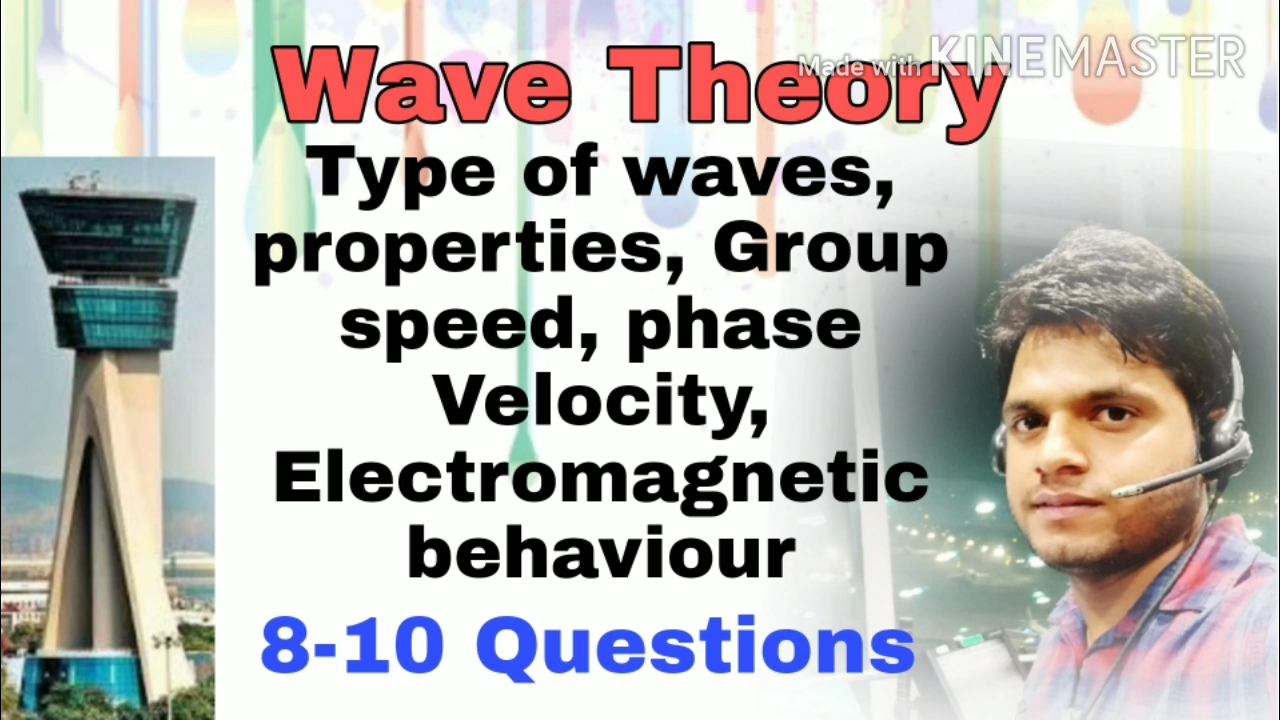 Wave Theory
Made with KINEMASTER
Type of waves,
properties, Group
speed, phase
Velocity,
Electromagnetic
behaviour
8-10 Questions